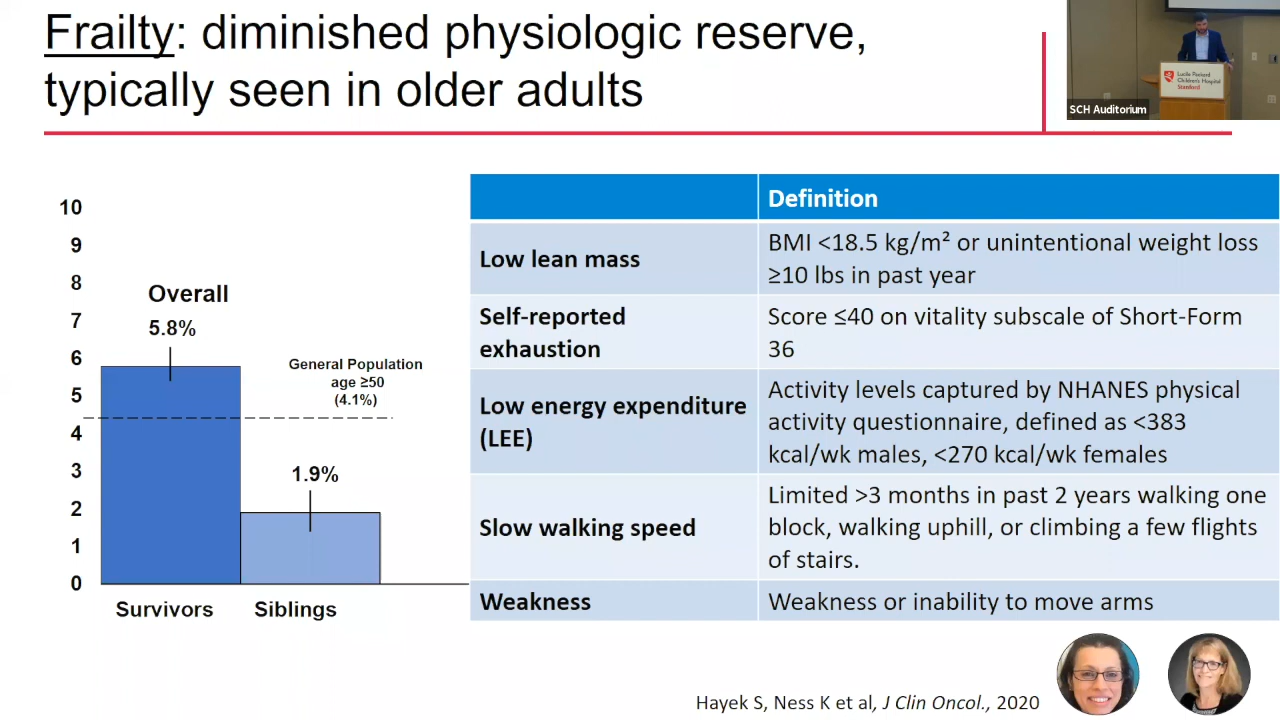 Frailty: diminished physiologic reserve,
typically seen in older adults
Lucile Packard
Children's Hospital
Stanford
SCH Auditorium
10
9
8
7
6
5
4
3
2
1
0
Overall
5.8%
General Population
age ≥50
(4.1%)
1.9%
Survivors
Siblings
Definition
Low lean mass
BMI <18.5 kg/m² or unintentional weight loss
≥10 lbs in past year
Self-reported
exhaustion
Score ≤40 on vitality subscale of Short-Form
36
Low energy expenditure
(LEE)
Activity levels captured by NHANES physical
activity questionnaire, defined as <383
kcal/wk males, <270 kcal/wk females
Slow walking speed
Limited >3 months in past 2 years walking one
block, walking uphill, or climbing a few flights
of stairs.
Weakness
Weakness or inability to move arms
Hayek S, Ness K et al, J Clin Oncol., 2020